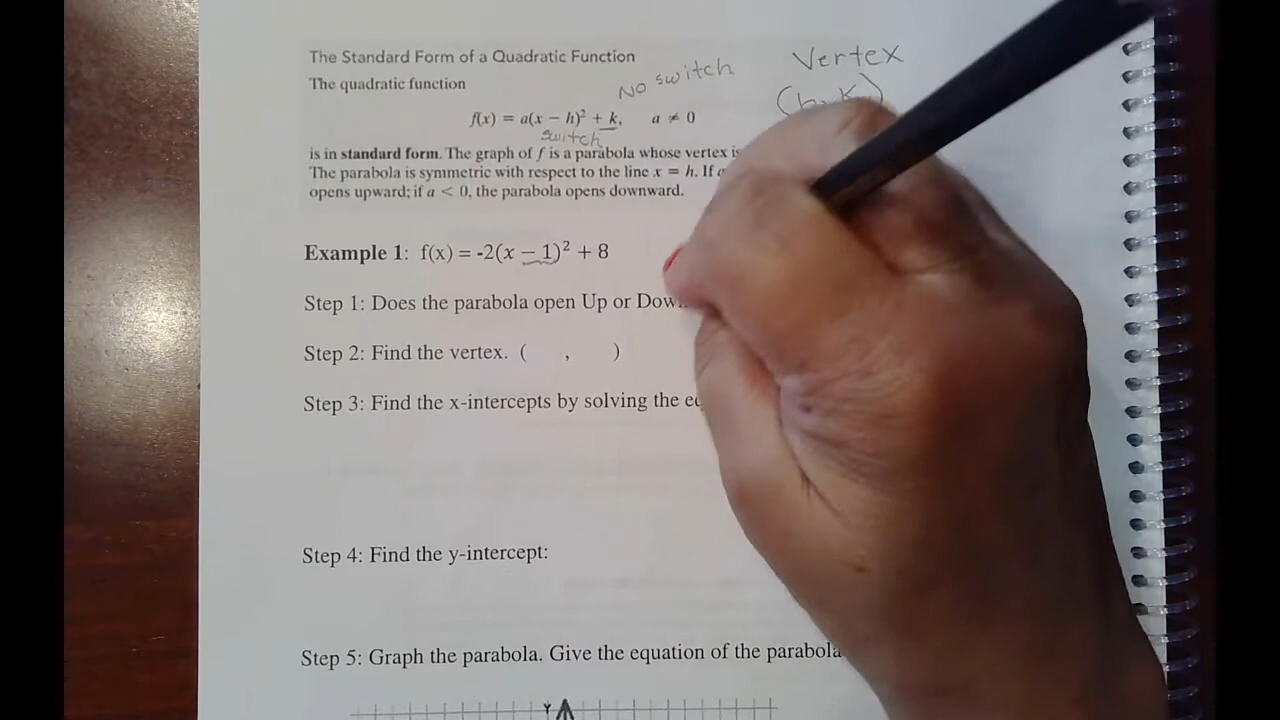 The Standard Form of a Quadratic Function
Vertex
The quadratic function
No switch
(h, k)
f(x) = a(x − h)² + k, a ≠ 0
switch
is in standard form. The graph of f is a parabola whose vertex is
The parabola is symmetric with respect to the line x = h. If a
opens upward; if a < 0, the parabola opens downward.
Example 1: f(x) = -2(x − 1)² + 8
Step 1: Does the parabola open Up or
Step 2: Find the vertex. ( , )
Step 3: Find the x-intercepts by solving the
Step 4: Find the y-intercept:
Step 5: Graph the parabola. Give the equation of the parabola
Y